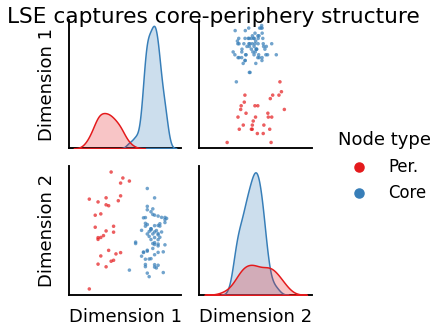 LSE captures core-periphery structure
Dimension 1
Node type
Per.
Core
Dimension 2
Dimension 1
Dimension 2